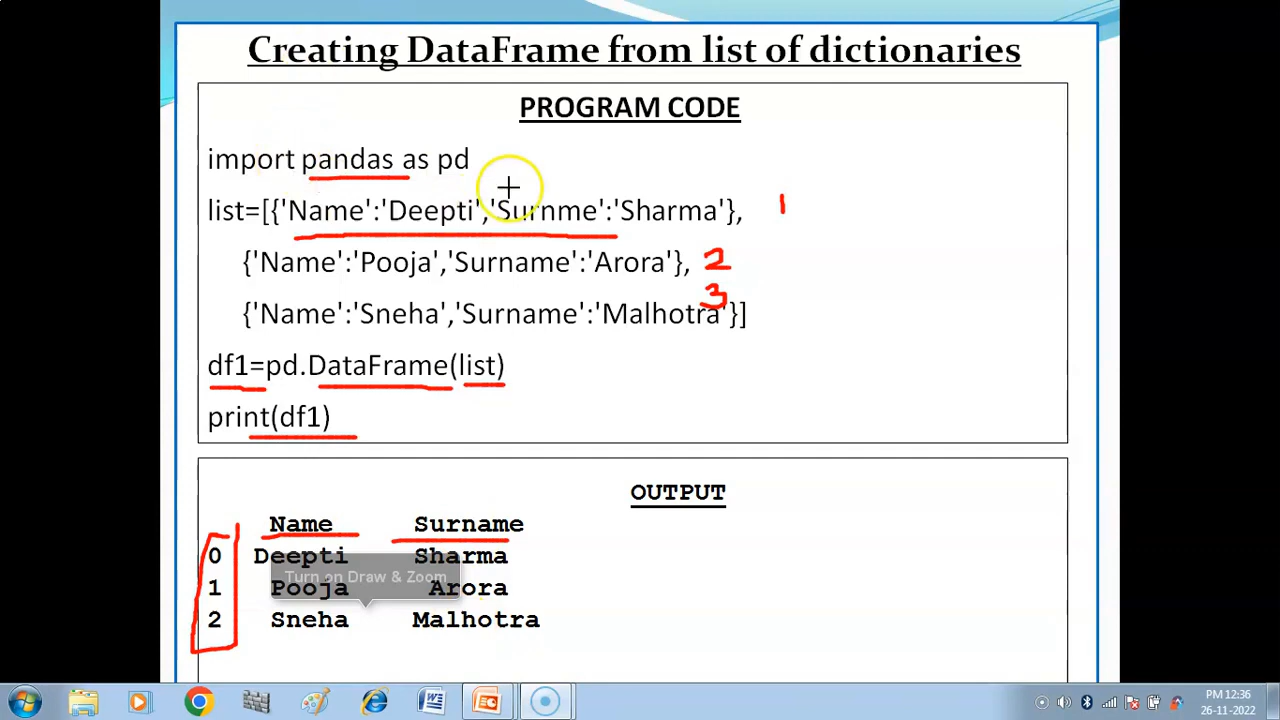 Creating DataFrame from list of dictionaries
PROGRAM CODE
import pandas as pd
list=[{'Name':'Deepti','Surnme':'Sharma'}, 1
{'Name':'Pooja','Surname':'Arora'}, 2
3
{'Name':'Sneha','Surname':'Malhotra'}]
df1=pd.DataFrame(list)
print(df1)
OUTPUT
Name Surname
0 Deepti Sharma
Turn on Draw & Zoom
1 Pooja Arora
2 Sneha Malhotra
PM 12:36
26-11-2022